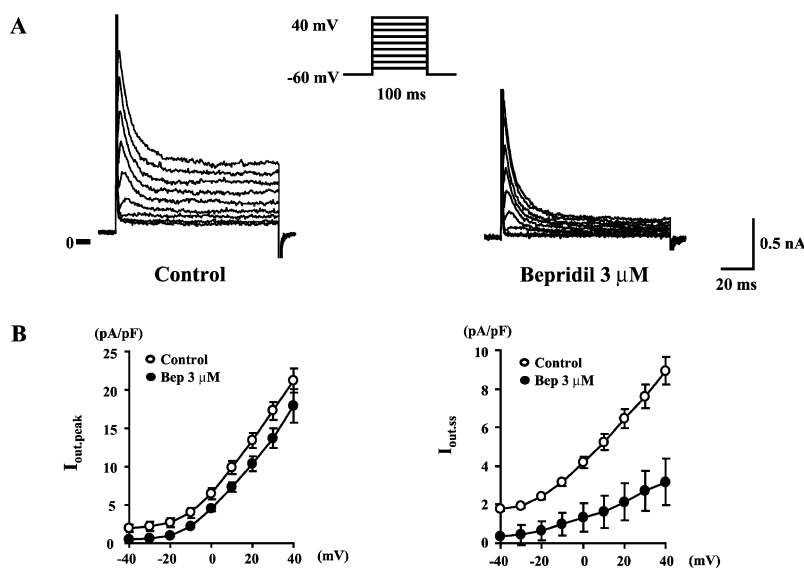 A
40 mV
-60 mV
100 ms
0
Control
Bepridil 3 μM
0.5 nA
20 ms
B
(pA/pF)
25
20
15
10
5
0
I out.peak
Control
Bep 3 μM
-40
-20
0
20
40
(mV)
(pA/pF)
10
8
6
4
2
0
I out.ss
Control
Bep 3 μM
-40
-20
0
20
40
(mV)